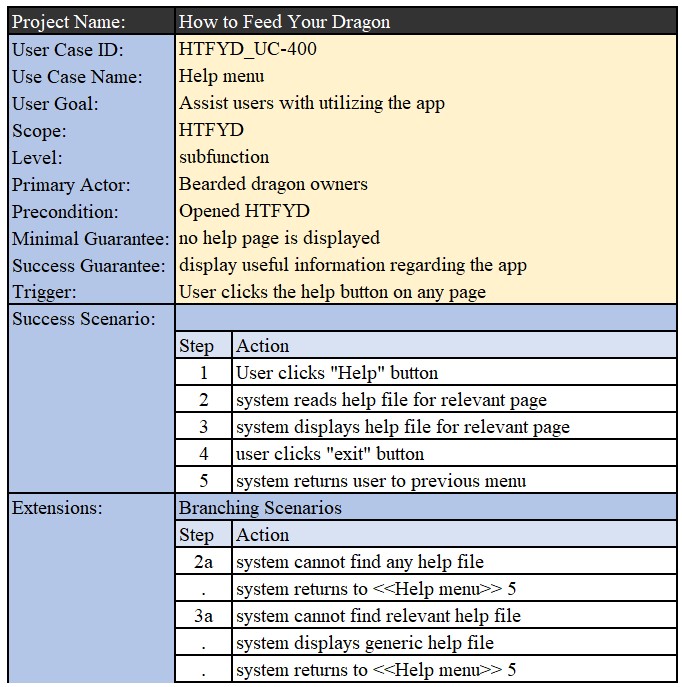 Project Name: How to Feed Your Dragon
User Case ID: HTFYD_UC-400
Use Case Name: Help menu
User Goal: Assist users with utilizing the app
Scope: HTFYD
Level: subfunction
Primary Actor: Bearded dragon owners
Precondition: Opened HTFYD
Minimal Guarantee: no help page is displayed
Success Guarantee: display useful information regarding the app
Trigger: User clicks the help button on any page
Success Scenario:
Step Action
1 User clicks "Help" button
2 system reads help file for relevant page
3 system displays help file for relevant page
4 user clicks "exit" button
5 system returns user to previous menu
Extensions: Branching Scenarios
Step Action
2a system cannot find any help file
. system returns to <<Help menu>> 5
3a system cannot find relevant help file
. system displays generic help file
. system returns to <<Help menu>> 5